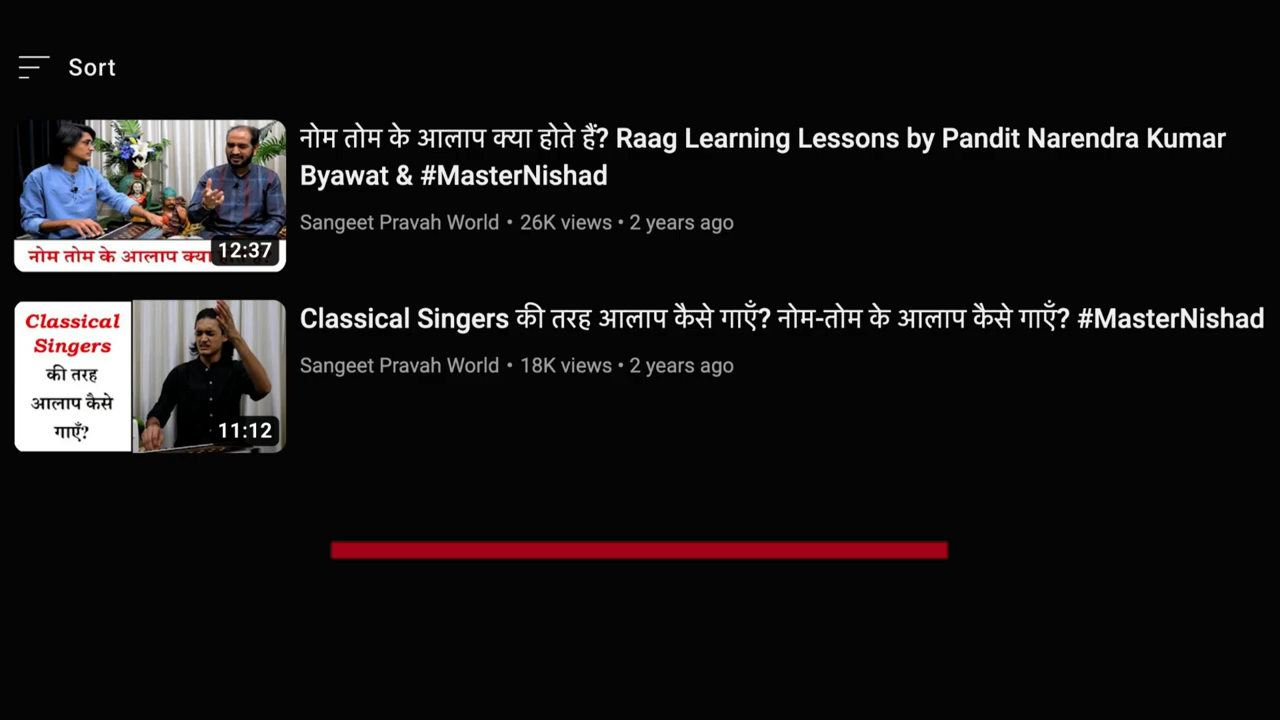 Sort
नोम तोम के आलाप क्या होते हैं? Raag Learning Lessons by Pandit Narendra Kumar
Byawat & #MasterNishad
Sangeet Pravah World • 26K views • 2 years ago
नोम तोम के आलाप क्या
12:37
Classical Singers की तरह आलाप कैसे गाएँ? नोम-तोम के आलाप कैसे गाएँ? #MasterNishad
Sangeet Pravah World • 18K views • 2 years ago
Classical
Singers
की तरह
आलाप कैसे
गाएँ?
11:12